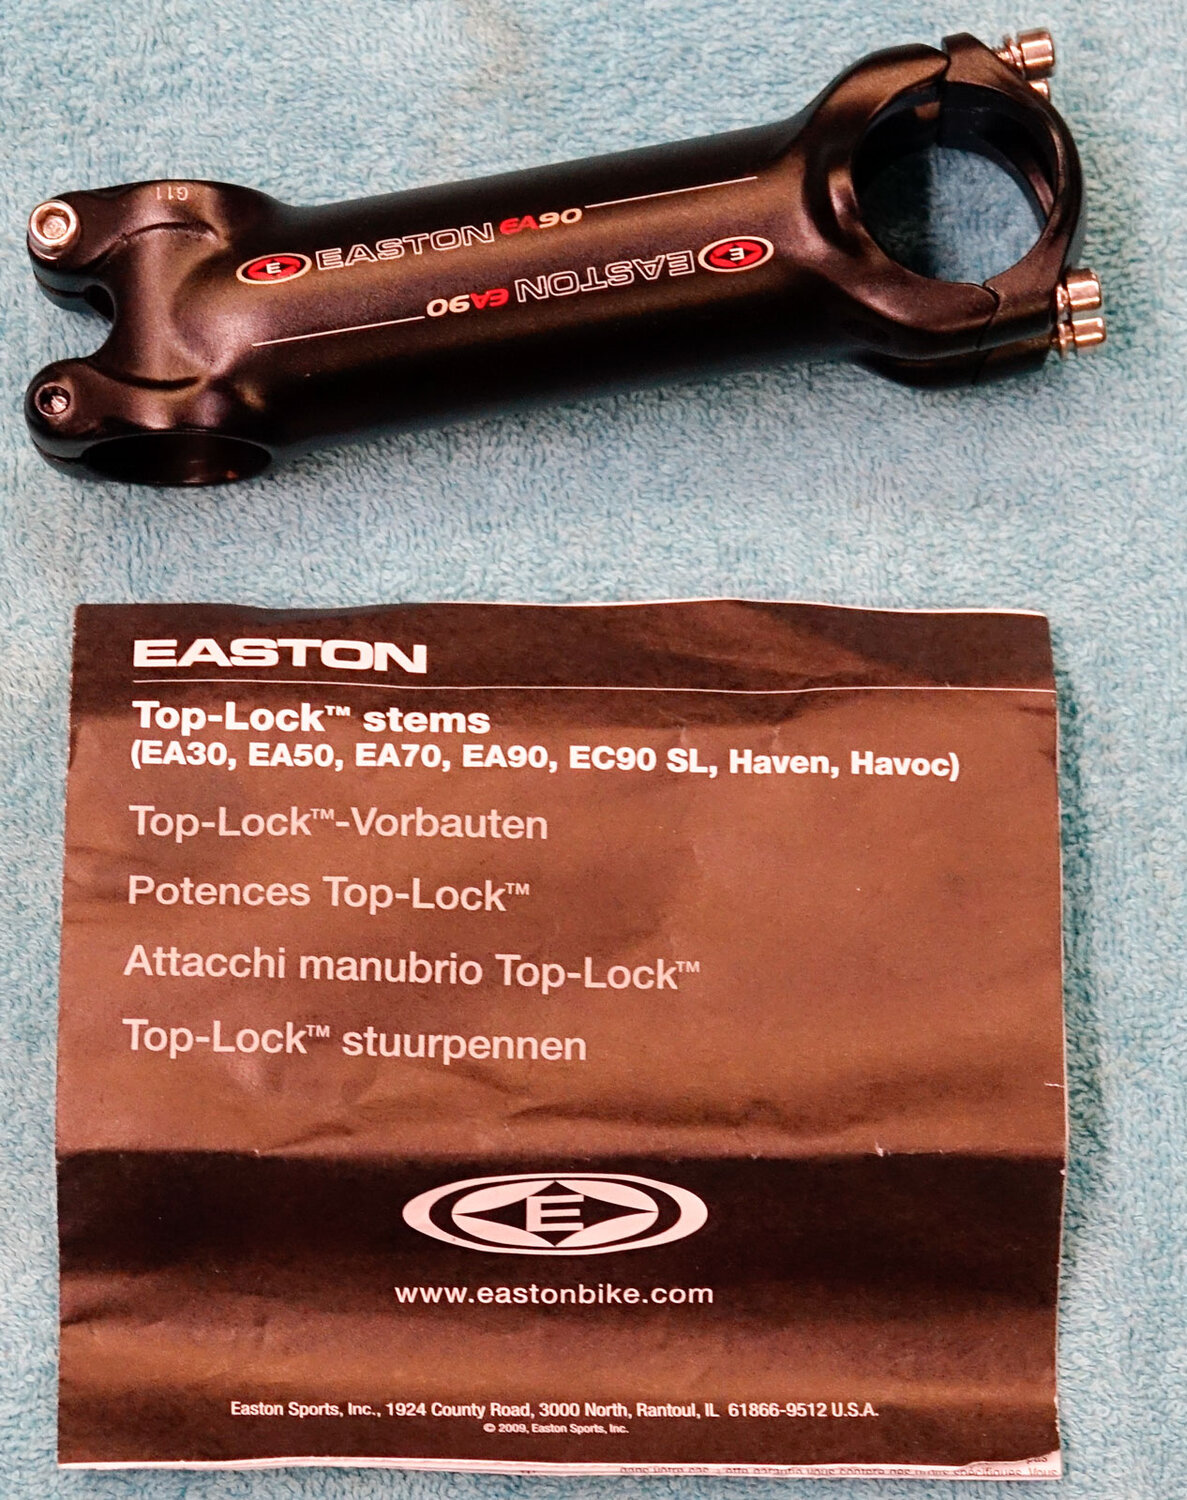 G11
E EASTON EA90
E EASTON EA90
EASTON
Top-Lock™ stems
(EA30, EA50, EA70, EA90, EC90 SL, Haven, Havoc)
Top-Lock™-Vorbauten
Potences Top-Lock™
Attacchi manubrio Top-Lock™
Top-Lock™ stuurpennen
E
www.eastonbike.com
Easton Sports, Inc., 1924 County Road, 3000 North, Rantoul, IL 61866-9512 U.S.A.
© 2009, Easton Sports, Inc.